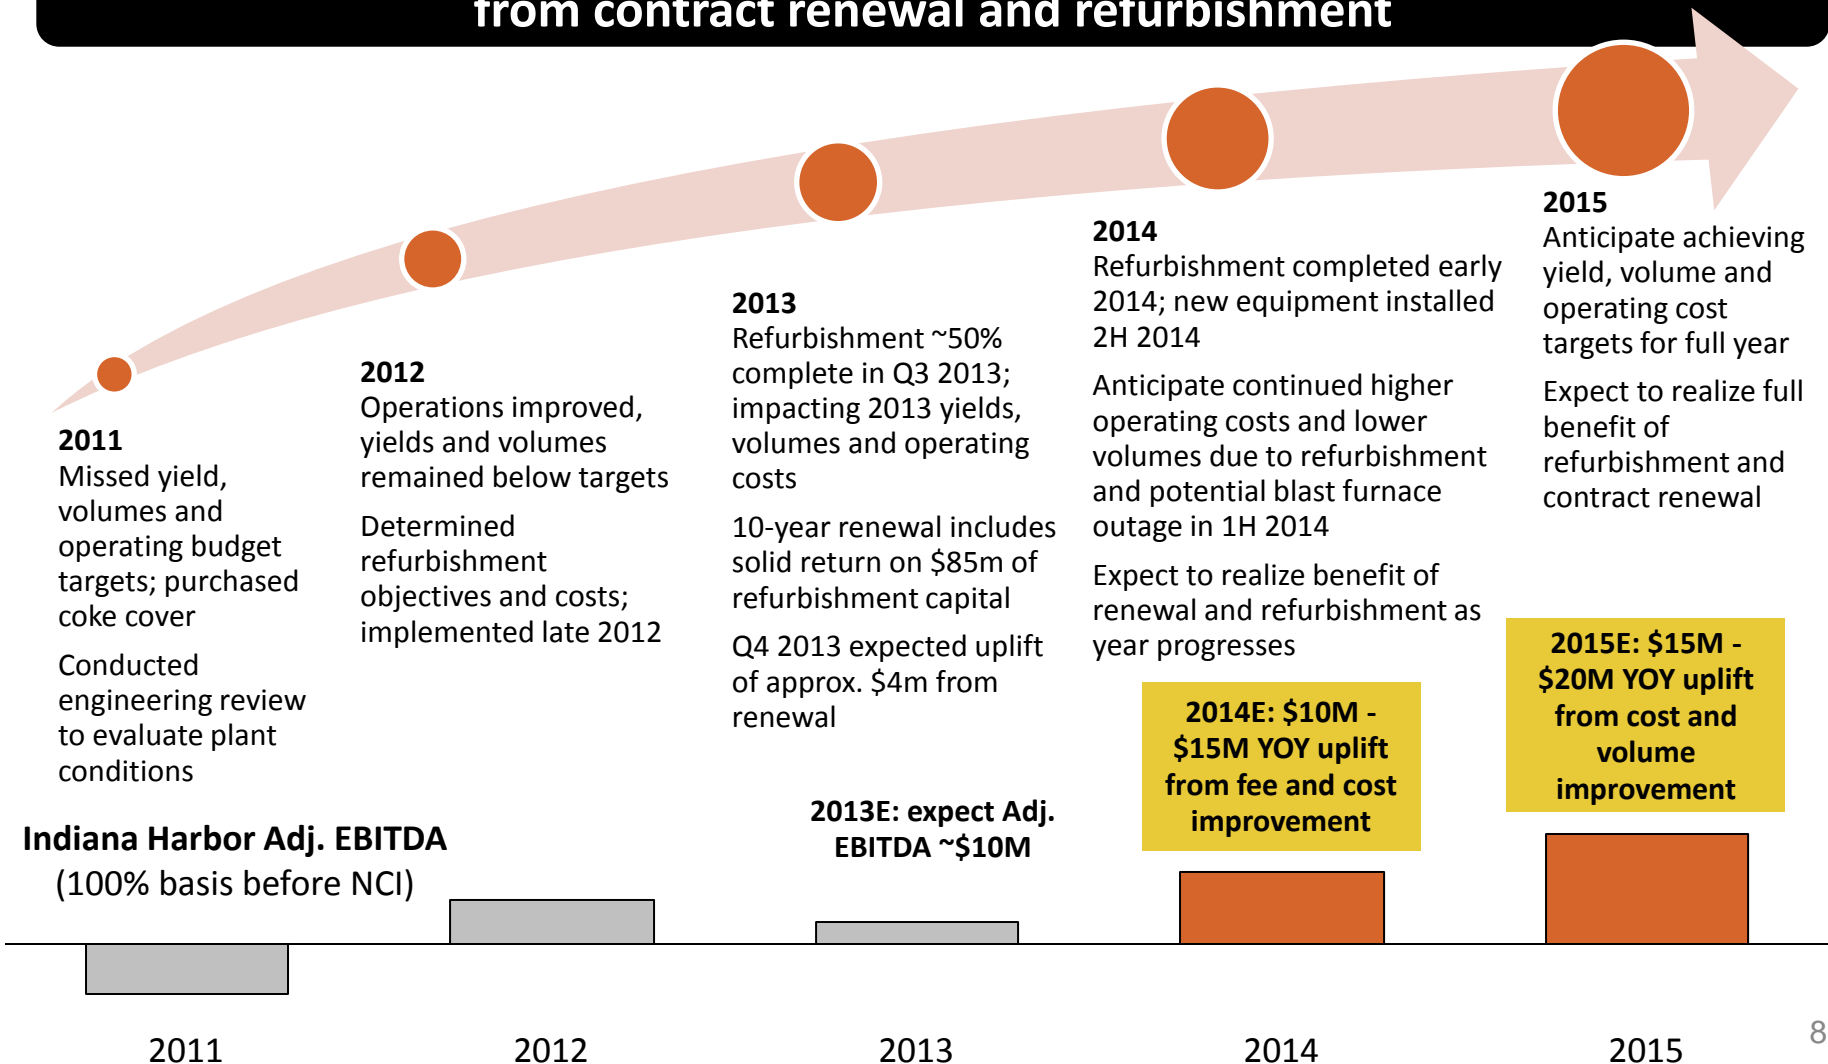 from contract renewal and refurbishment
2011
Missed yield,
volumes and
operating budget
targets; purchased
coke cover
Conducted
engineering review
to evaluate plant
conditions
2012
Operations improved,
yields and volumes
remained below targets
Determined
refurbishment
objectives and costs;
implemented late 2012
2013
Refurbishment ~50%
complete in Q3 2013;
impacting 2013 yields,
volumes and operating
costs
10-year renewal includes
solid return on $85m of
refurbishment capital
Q4 2013 expected uplift
of approx. $4m from
renewal
2014
Refurbishment completed early
2014; new equipment installed
2H 2014
Anticipate continued higher
operating costs and lower
volumes due to refurbishment
and potential blast furnace
outage in 1H 2014
Expect to realize benefit of
renewal and refurbishment as
year progresses
2015
Anticipate achieving
yield, volume and
operating cost
targets for full year
Expect to realize full
benefit of
refurbishment and
contract renewal
Indiana Harbor Adj. EBITDA
(100% basis before NCI)
2013E: expect Adj.
EBITDA ~$10M
2014E: $10M -
$15M YOY uplift
from fee and cost
improvement
2015E: $15M -
$20M YOY uplift
from cost and
volume
improvement
2011
2012
2013
2014
2015
8